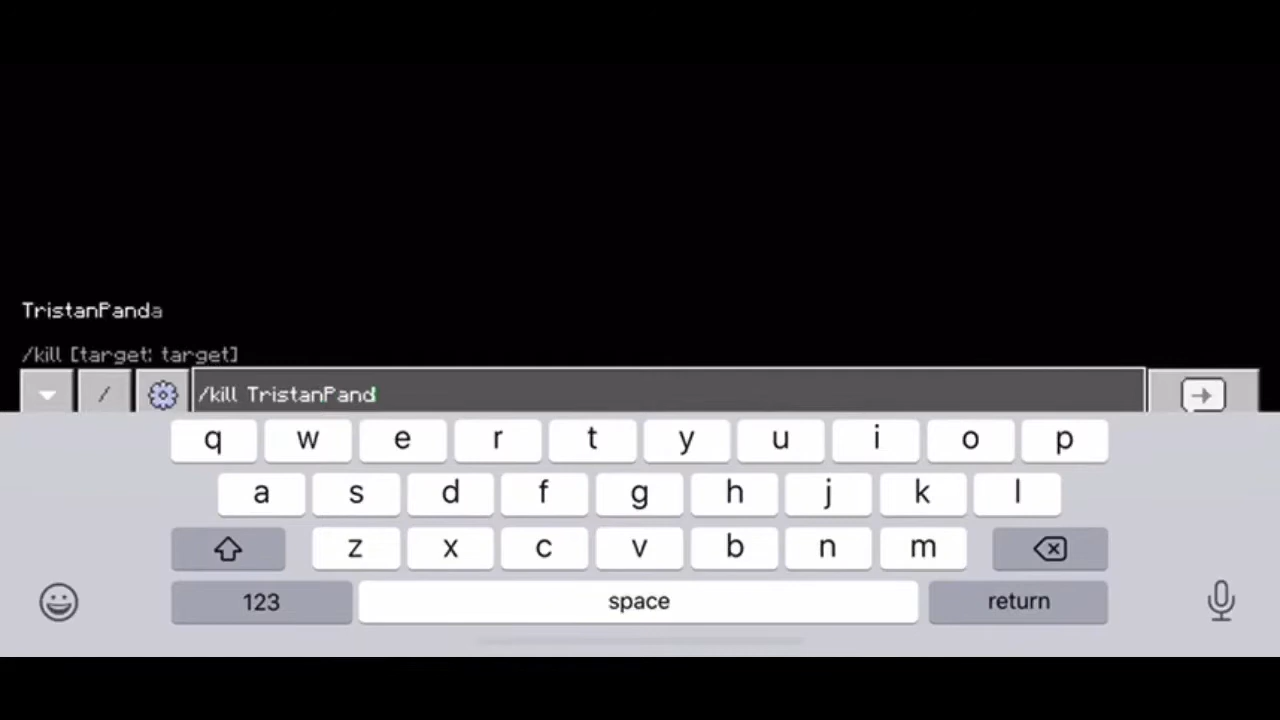 TristanPanda
/kill [target: target]
/
/kill TristanPand
q w e r t y u i o p
a s d f g h j k l
z x c v b n m
123 space return